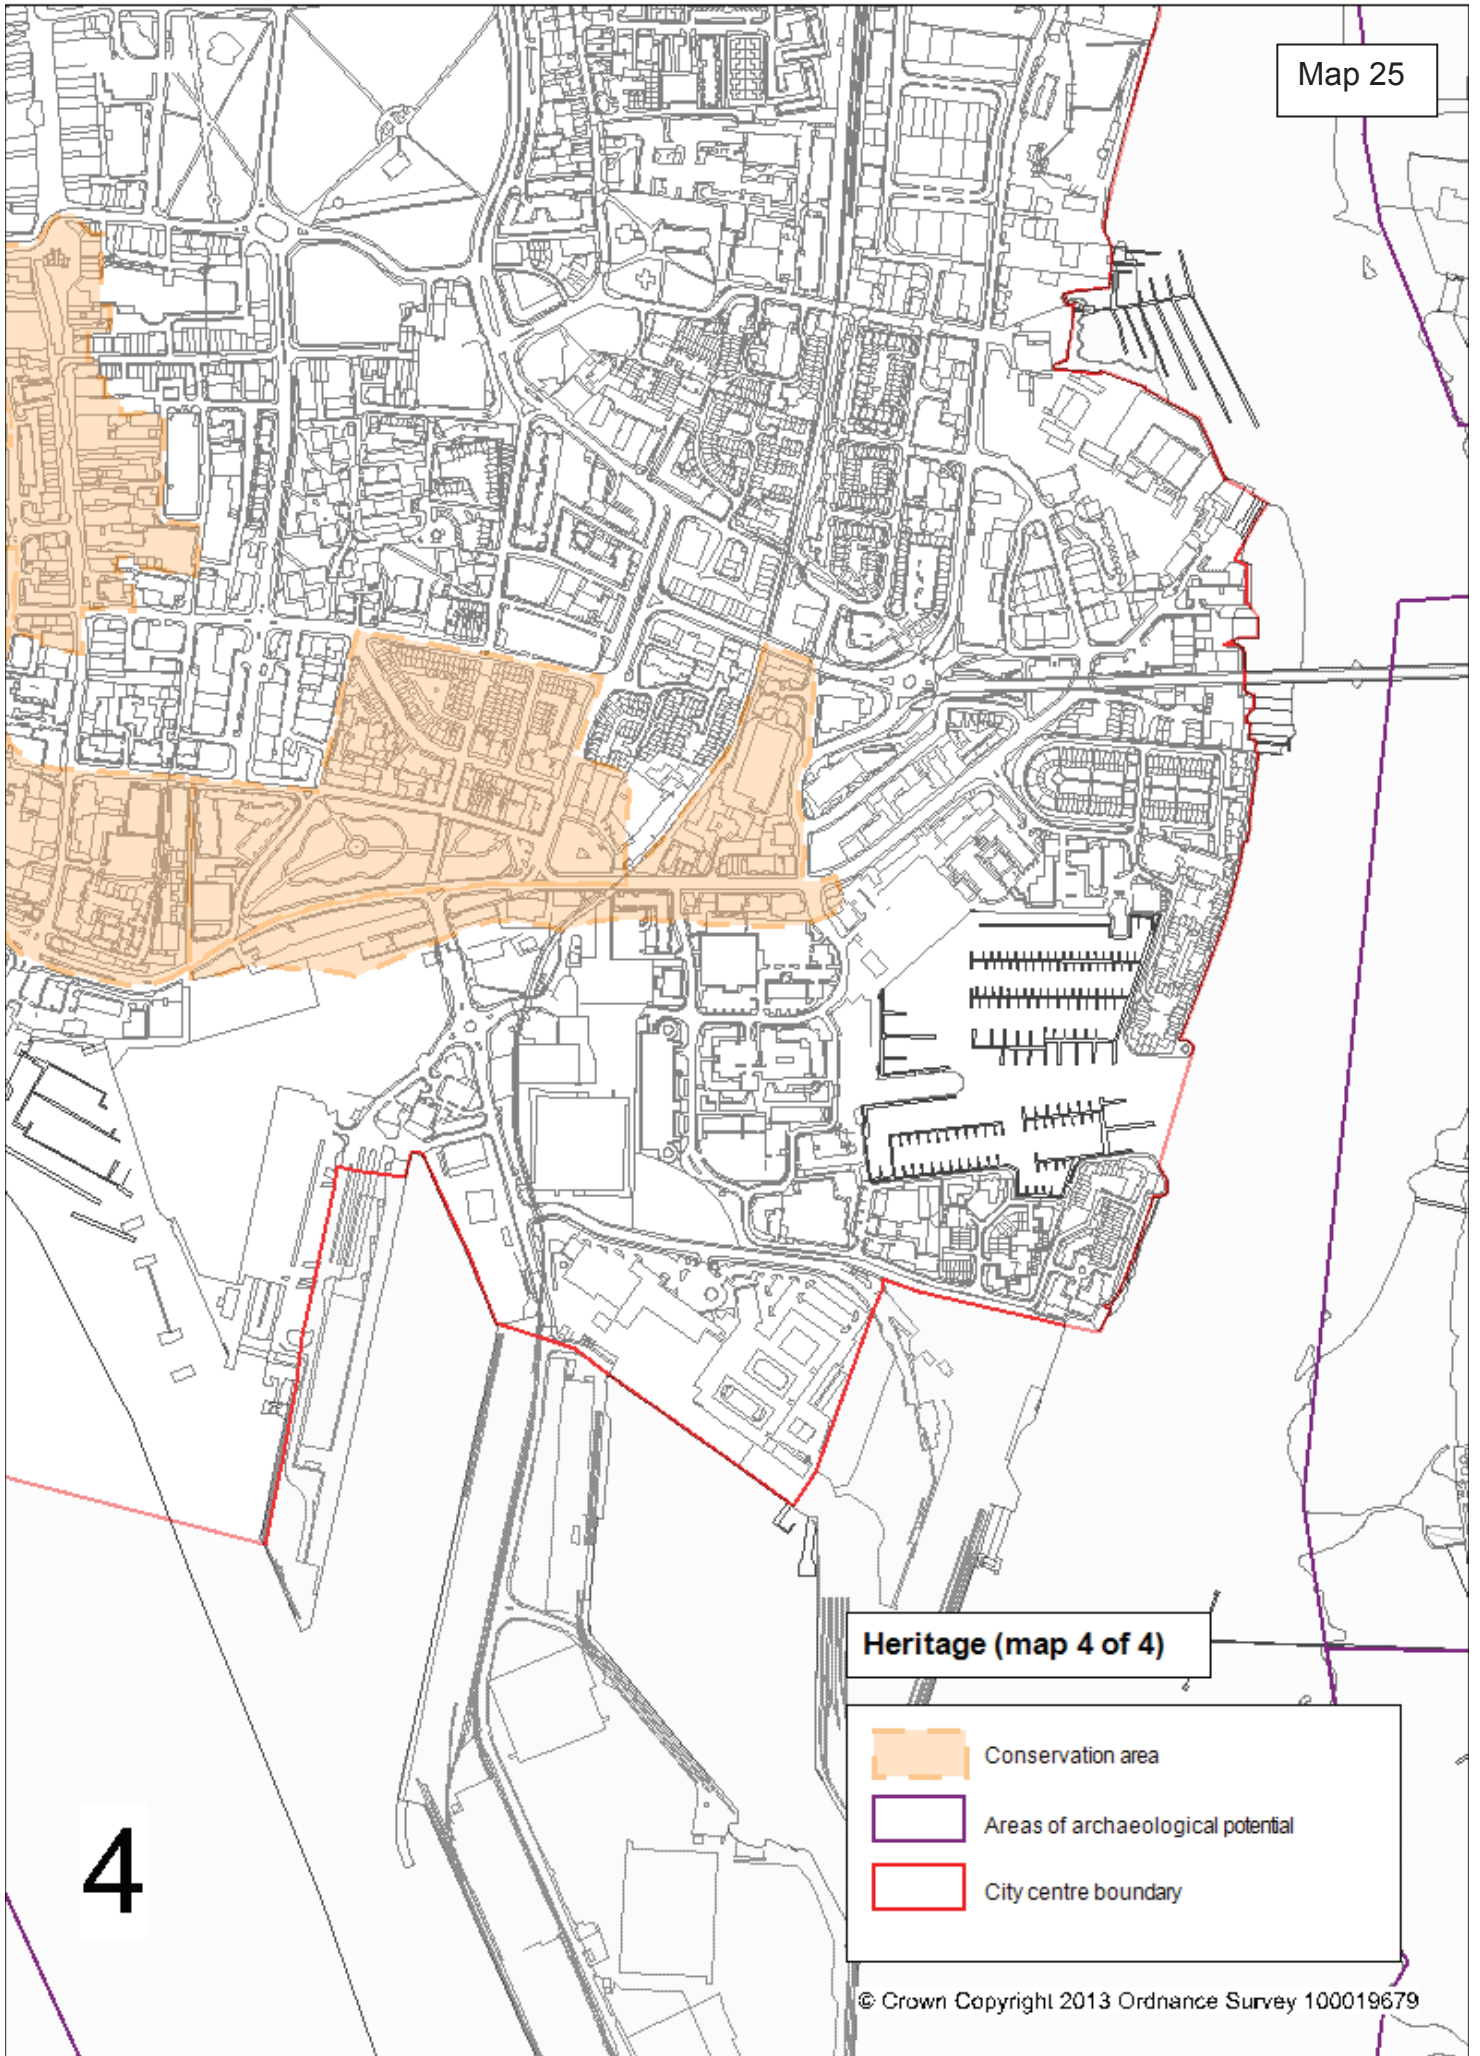 Map 25
Heritage (map 4 of 4)
Conservation area
Areas of archaeological potential
City centre boundary
4
© Crown Copyright 2013 Ordnance Survey 100019679